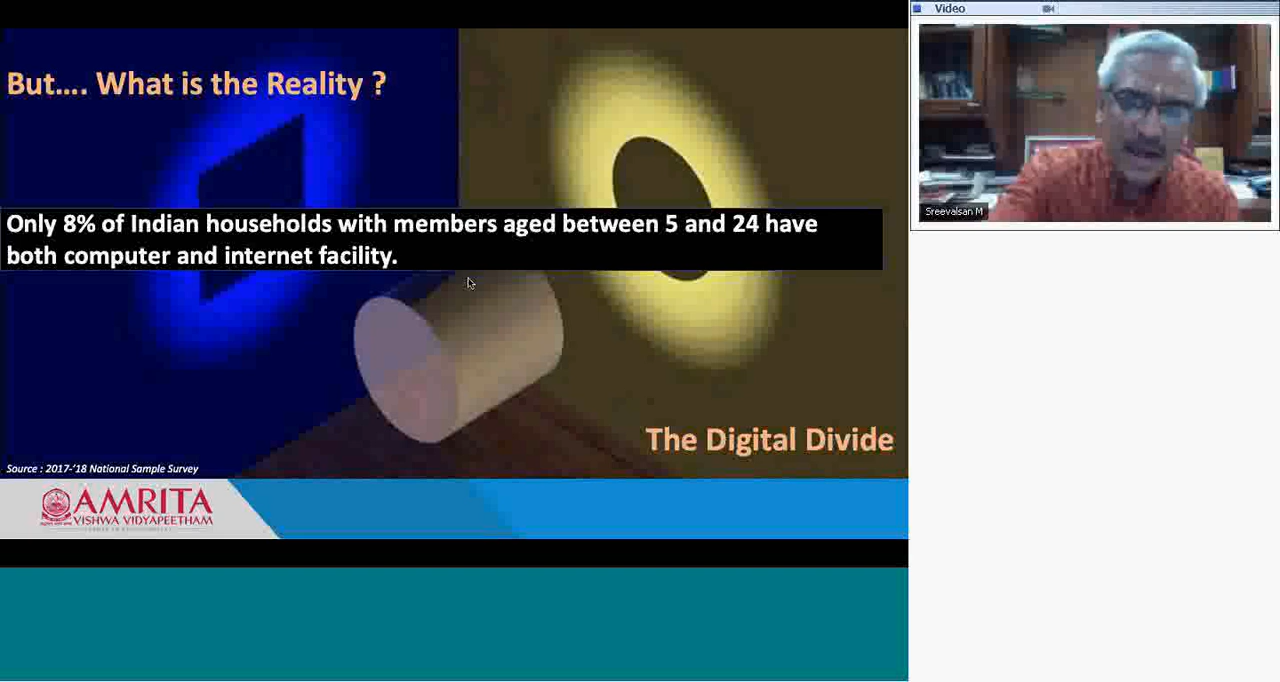 But.... What is the Reality ?
Only 8% of Indian households with members aged between 5 and 24 have
both computer and internet facility.
The Digital Divide
Source : 2017-'18 National Sample Survey
AMRITA
VISHWA VIDYAPEETHAM
Video
Sreevalsan M